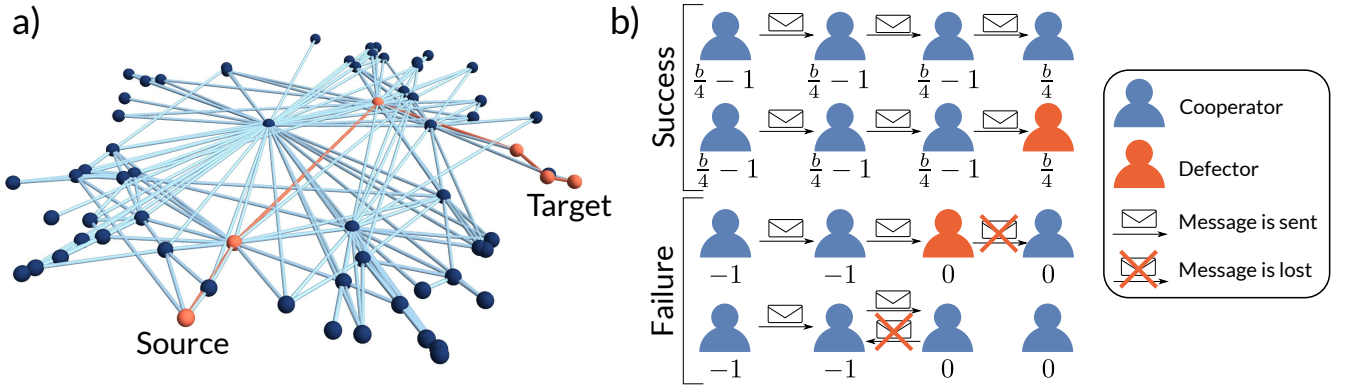 a)
Source
Target
b)
Success
b/4 − 1 b/4 − 1 b/4 − 1 b/4
b/4 − 1 b/4 − 1 b/4 − 1 b/4
Failure
−1 −1 0 0
−1 −1 0 0
Cooperator
Defector
Message is sent
Message is lost